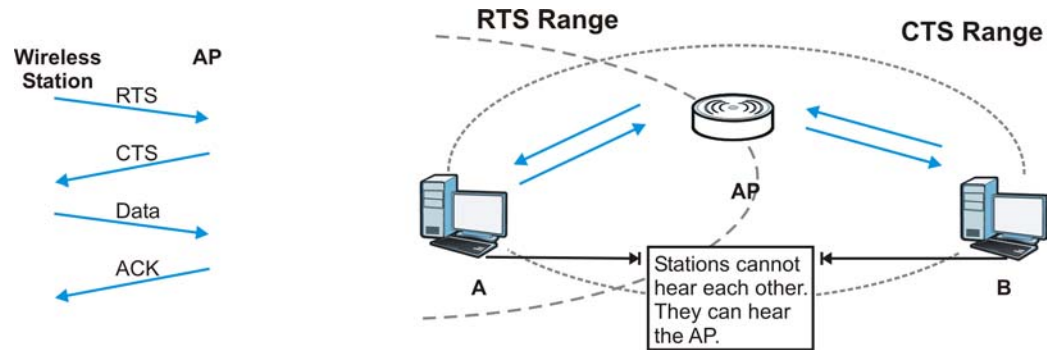 Wireless
Station
AP
RTS
CTS
Data
ACK
RTS Range
CTS Range
AP
A
B
Stations cannot
hear each other.
They can hear
the AP.